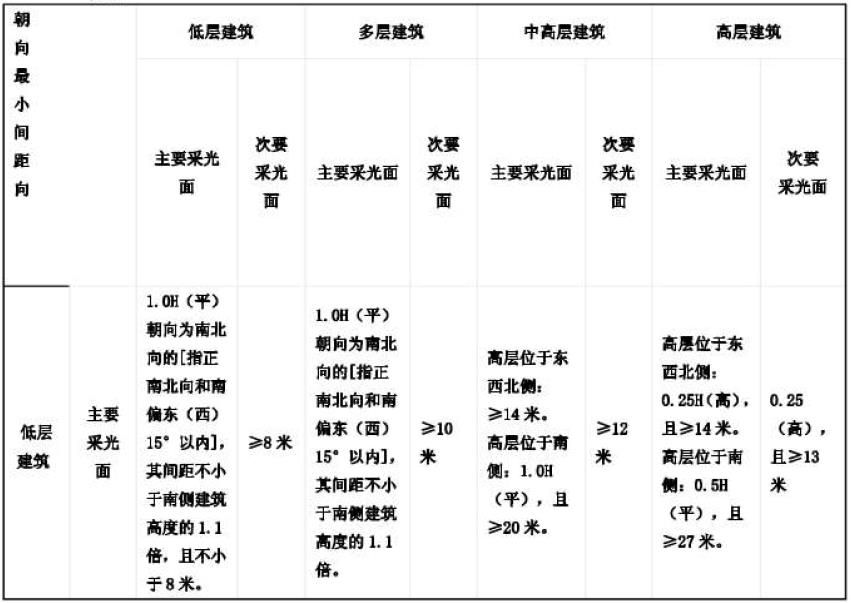 朝
向
最
小
间
距
向
低层建筑
多层建筑
中高层建筑
高层建筑
主要采光
面
次要
采光
面
主要采光面
次要
采光
面
主要采光面
次要
采光
面
主要采光面
次要
采光面
低层
建筑
主要
采光
面
1.0H（平）
朝向为南北
向的[指正
南北向和南
偏东（西）
15°以内],
其间距不小
于南侧建筑
高度的1.1
倍，且不小
于8米。
≥8米
1.0H（平）
朝向为南北
向的[指正
南北向和南
偏东（西）
15°以内],
其间距不小
于南侧建筑
高度的1.1
倍。
≥10
米
高层位于东
西北侧：
≥14米。
高层位于南
侧：1.0H
（平），且
≥20米。
≥12
米
高层位于东
西北侧：
0.25H(高)，
且≥14米。
高层位于南
侧：0.5H
（平），且
≥27米。
0.25
（高），
且≥13
米